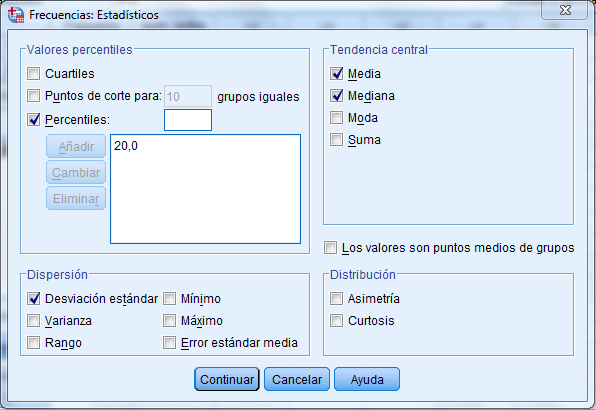 Frecuencias: Estadísticos
Valores percentiles
Cuartiles
Puntos de corte para: 10 grupos iguales
Percentiles:
Añadir
Cambiar
Eliminar
20,0
Tendencia central
Media
Mediana
Moda
Suma
Los valores son puntos medios de grupos
Dispersión
Desviación estándar
Mínimo
Varianza
Máximo
Rango
Error estándar media
Distribución
Asimetría
Curtosis
Continuar
Cancelar
Ayuda